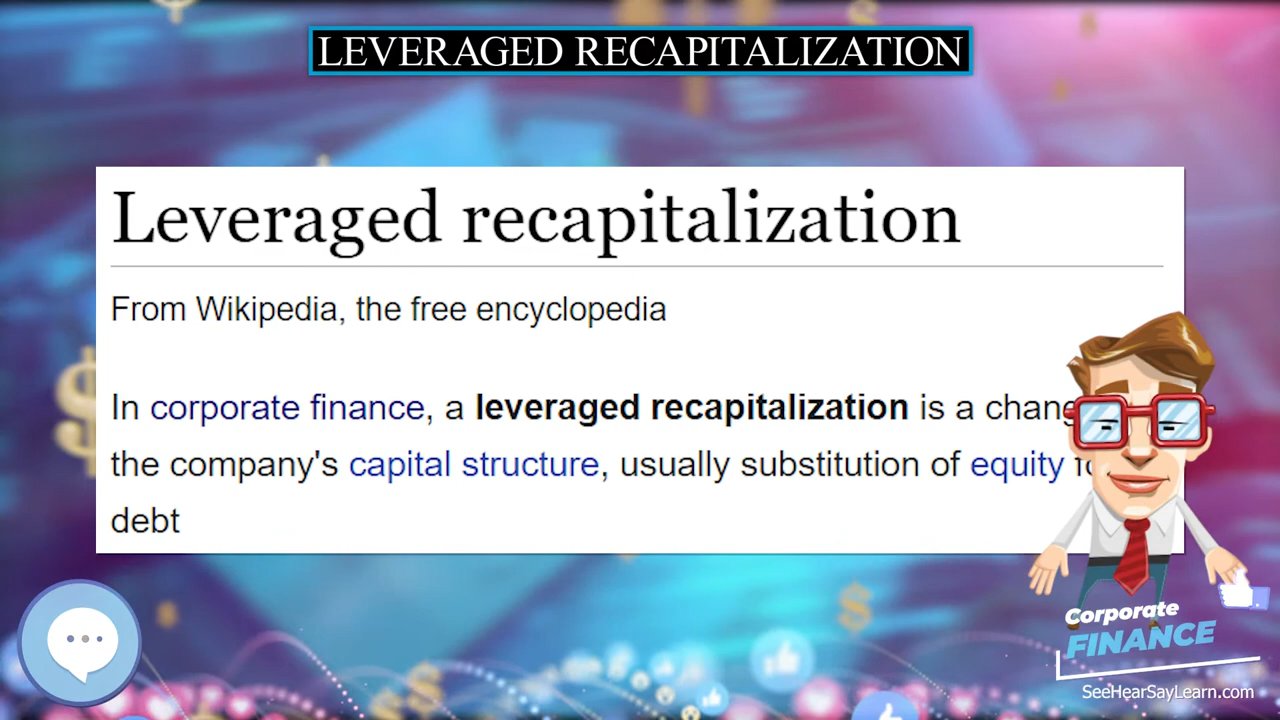 LEVERAGED RECAPITALIZATION
Leveraged recapitalization
From Wikipedia, the free encyclopedia
In corporate finance, a leveraged recapitalization is a
the company's capital structure, usually substitution of equity
debt
Corporate
FINANCE
SeeHearSayLearn.com